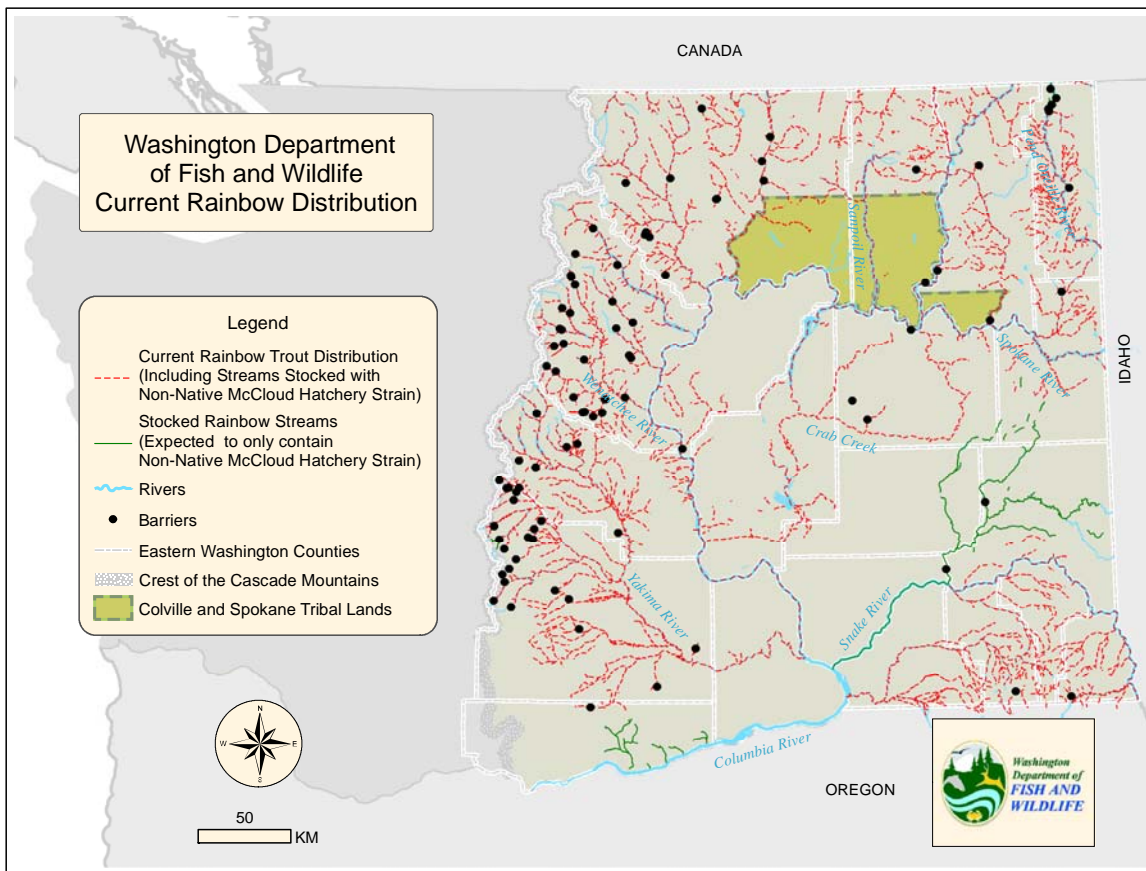 CANADA
Washington Department
of Fish and Wildlife
Current Rainbow Distribution
Pend Oreille River
Sanpoil River
Legend
Current Rainbow Trout Distribution
(Including Streams Stocked with
Non-Native McCloud Hatchery Strain)
Stocked Rainbow Streams
(Expected to only contain
Non-Native McCloud Hatchery Strain)
Rivers
Barriers
Eastern Washington Counties
Crest of the Cascade Mountains
Colville and Spokane Tribal Lands
Spokane River
IDAHO
Wenatchee River
Crab Creek
Yakima River
Snake River
Columbia River
OREGON
N
W
E
S
50
KM
Washington
Department of
FISH AND
WILDLIFE